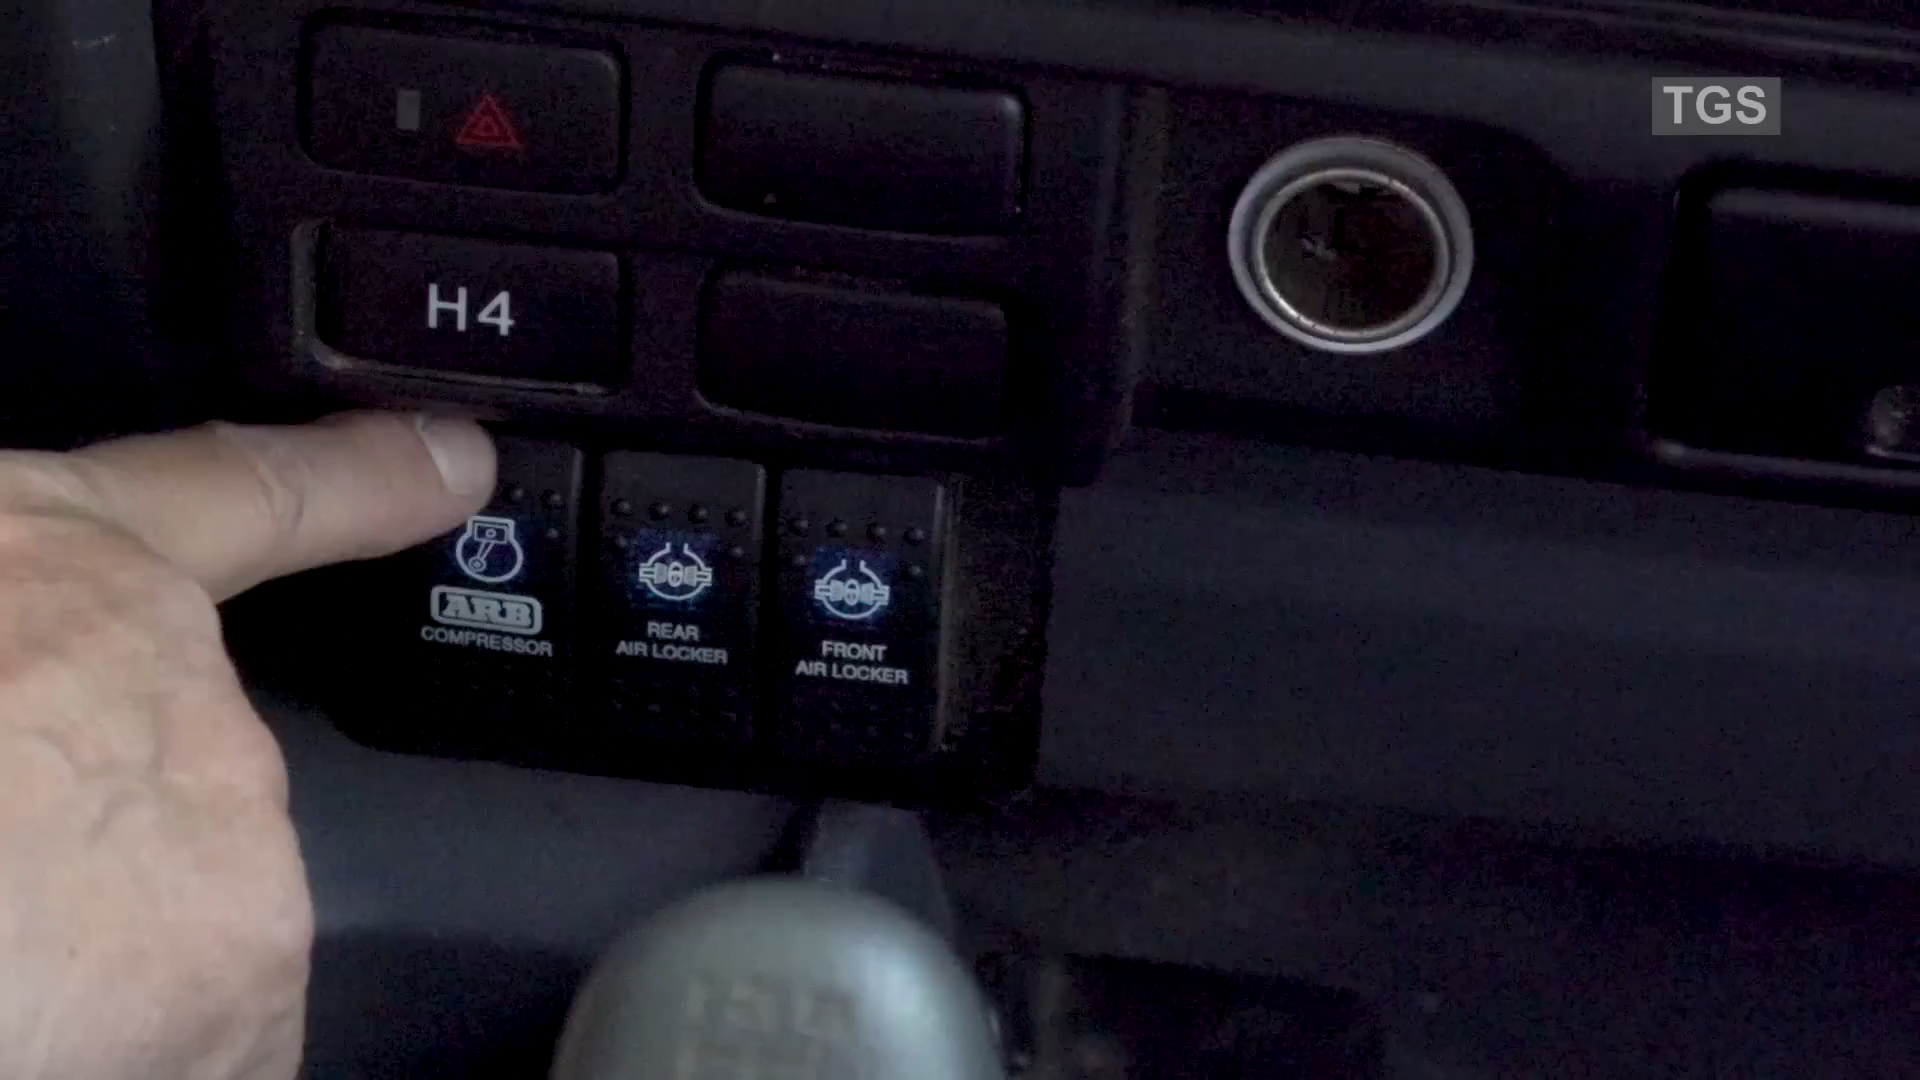 TGS
H4
ARB
COMPRESSOR
REAR
AIR LOCKER
FRONT
AIR LOCKER